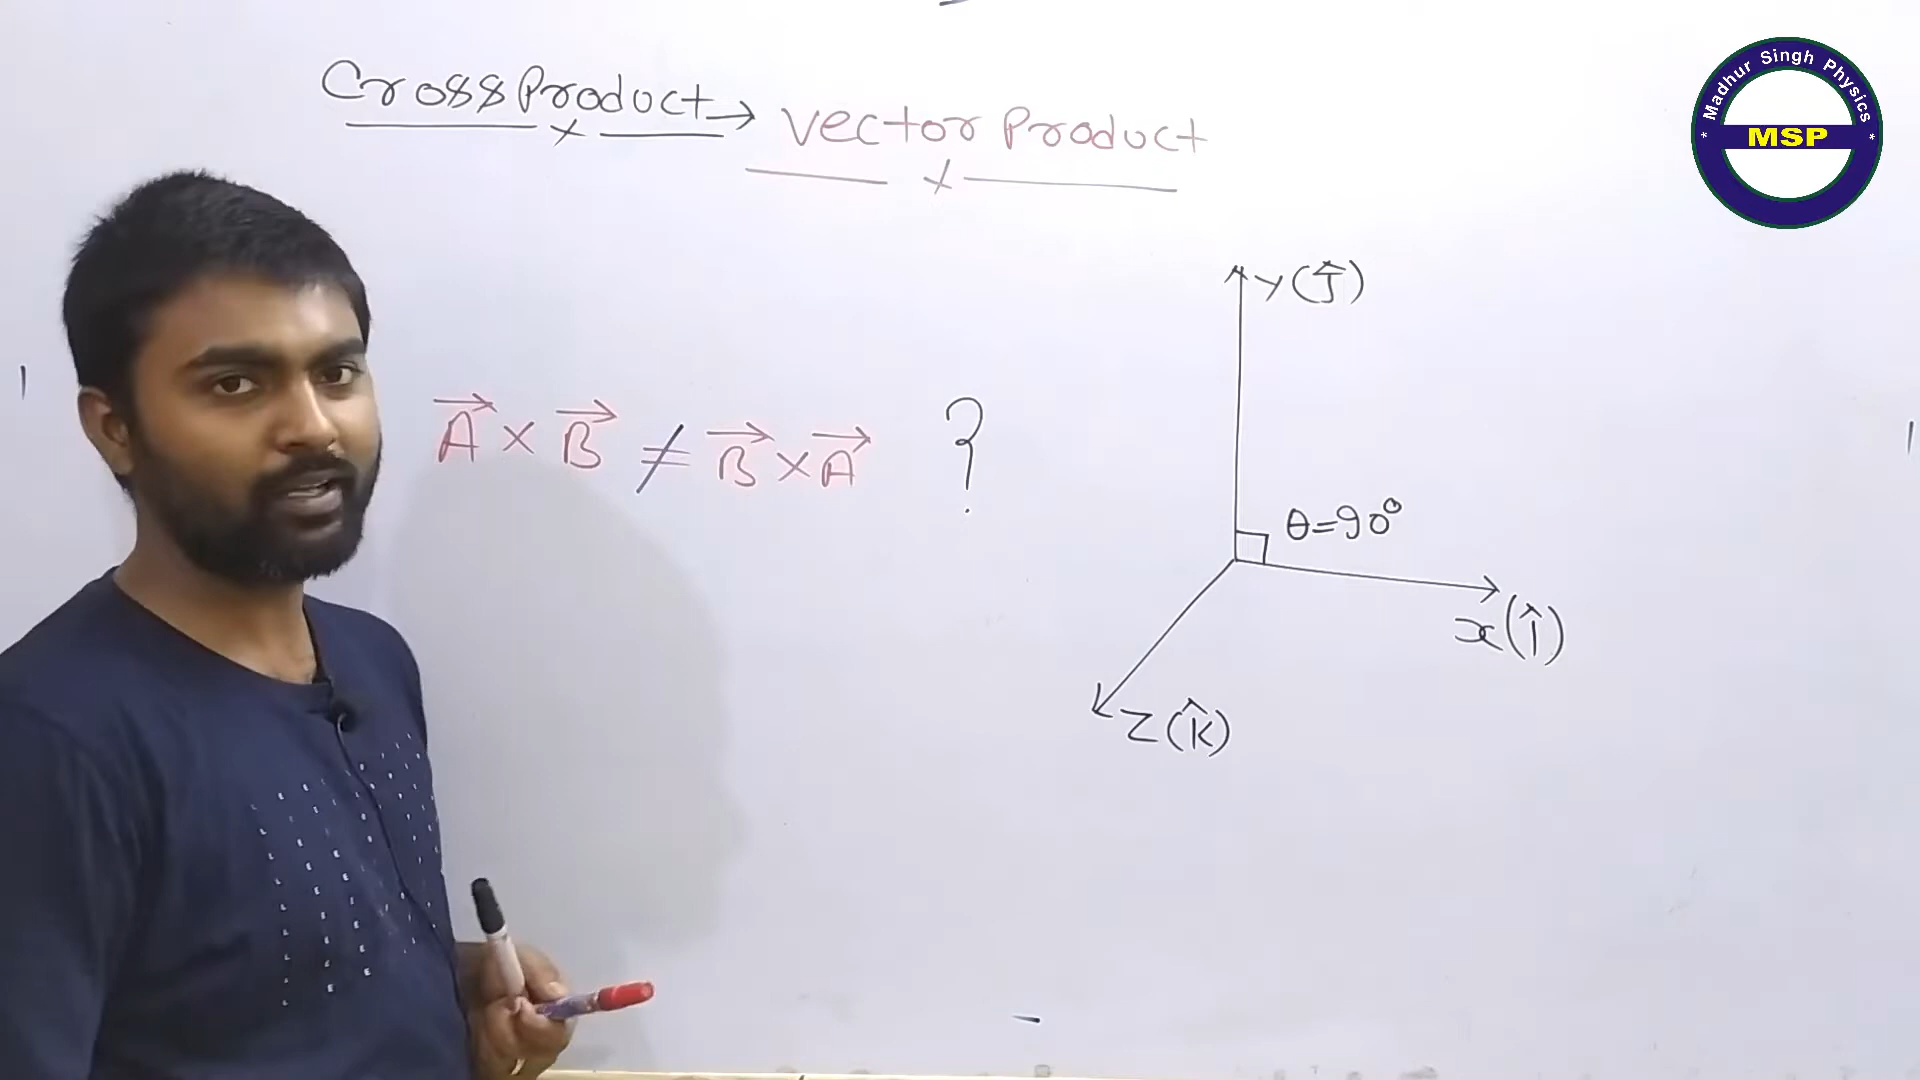 Cross Product → Vector Product
* Madhur Singh Physics *
MSP
Y(ĵ)
A⃗ × B⃗ ≠ B⃗ × A⃗ ?
θ=90°
x(î)
Z(k̂)